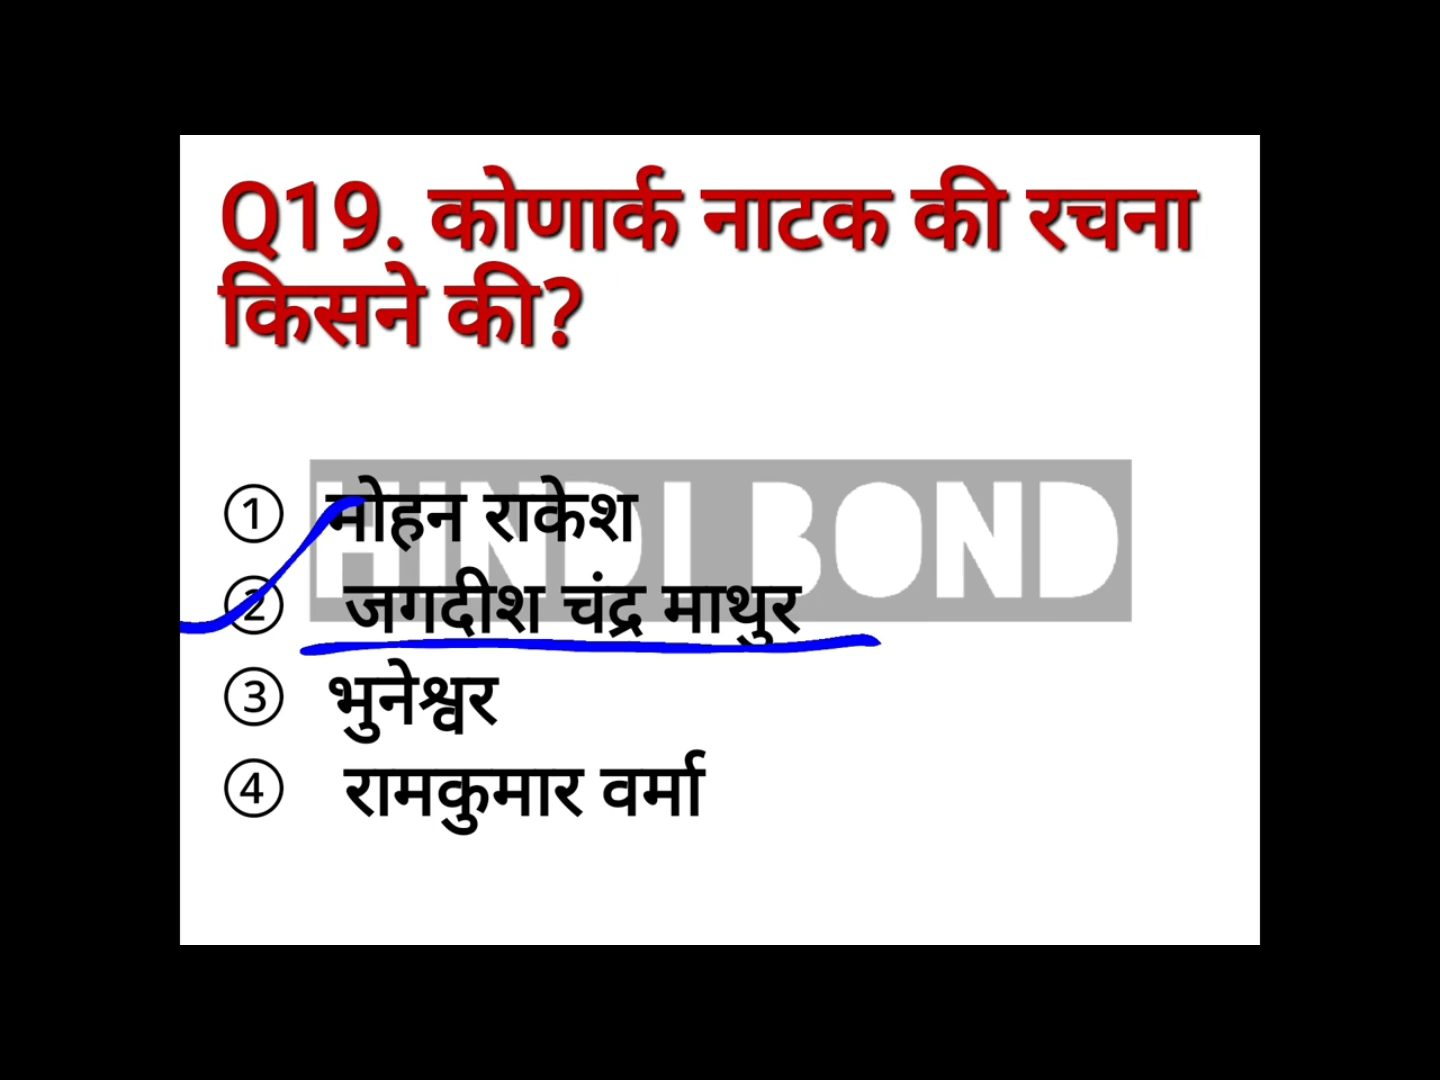 Q19. कोणार्क नाटक की रचना
किसने की?
HINDI BOND
① मोहन राकेश
② जगदीश चंद्र माथुर
③ भुनेश्वर
④ रामकुमार वर्मा